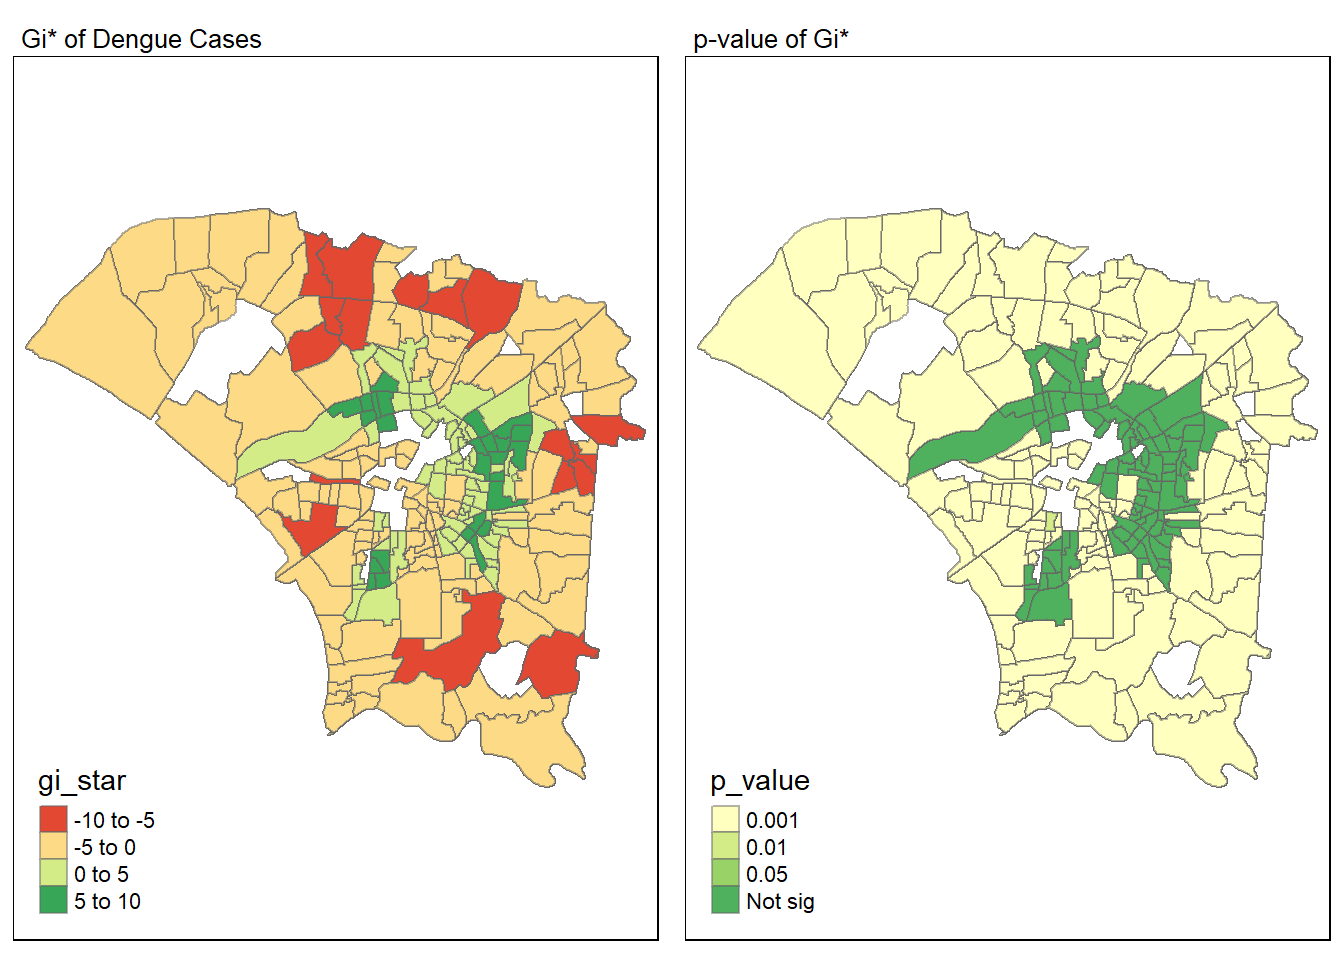 Gi* of Dengue Cases
gi_star
-10 to -5
-5 to 0
0 to 5
5 to 10
p-value of Gi*
p_value
0.001
0.01
0.05
Not sig